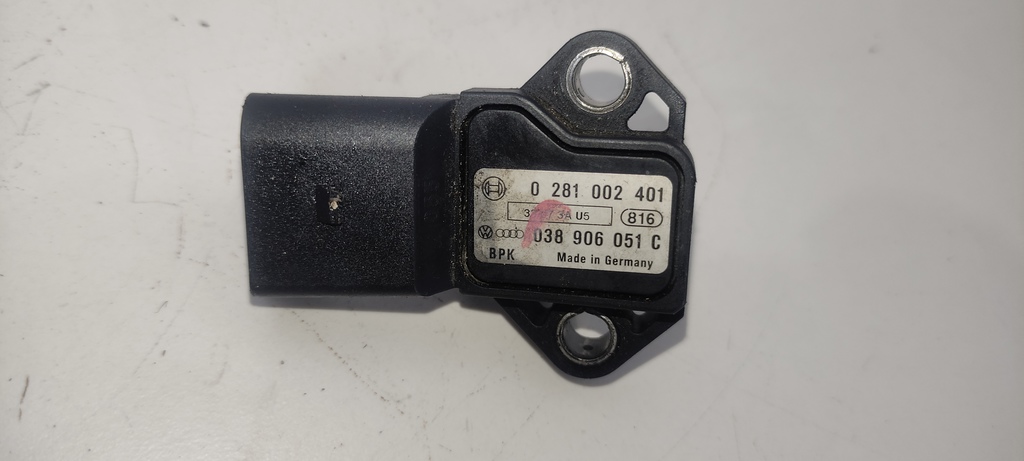 0 281 002 401
3A U5 816
038 906 051 C
BPK Made in Germany